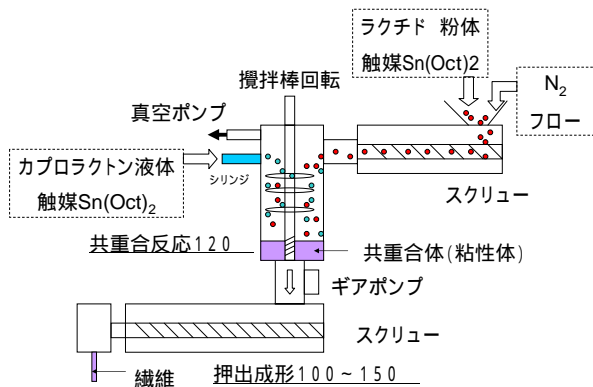 ラクチド 粉体
触媒Sn(Oct)2
N2
フロー
攪拌棒回転
真空ポンプ
カプロラクトン液体
触媒Sn(Oct)2
シリンジ
スクリュー
共重合反応120
共重合体(粘性体)
ギアポンプ
スクリュー
繊維
押出成形100~150